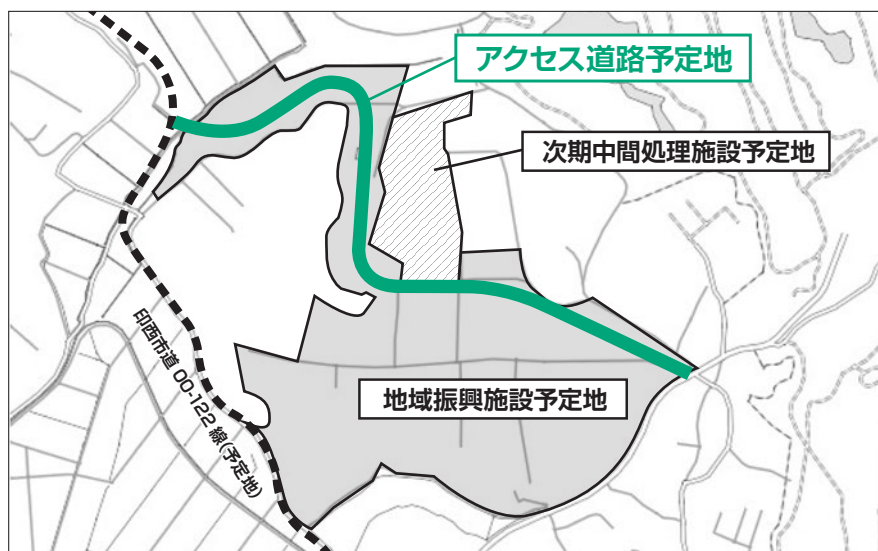 アクセス道路予定地
次期中間処理施設予定地
地域振興施設予定地
印西市道 00-122 線(予定地)